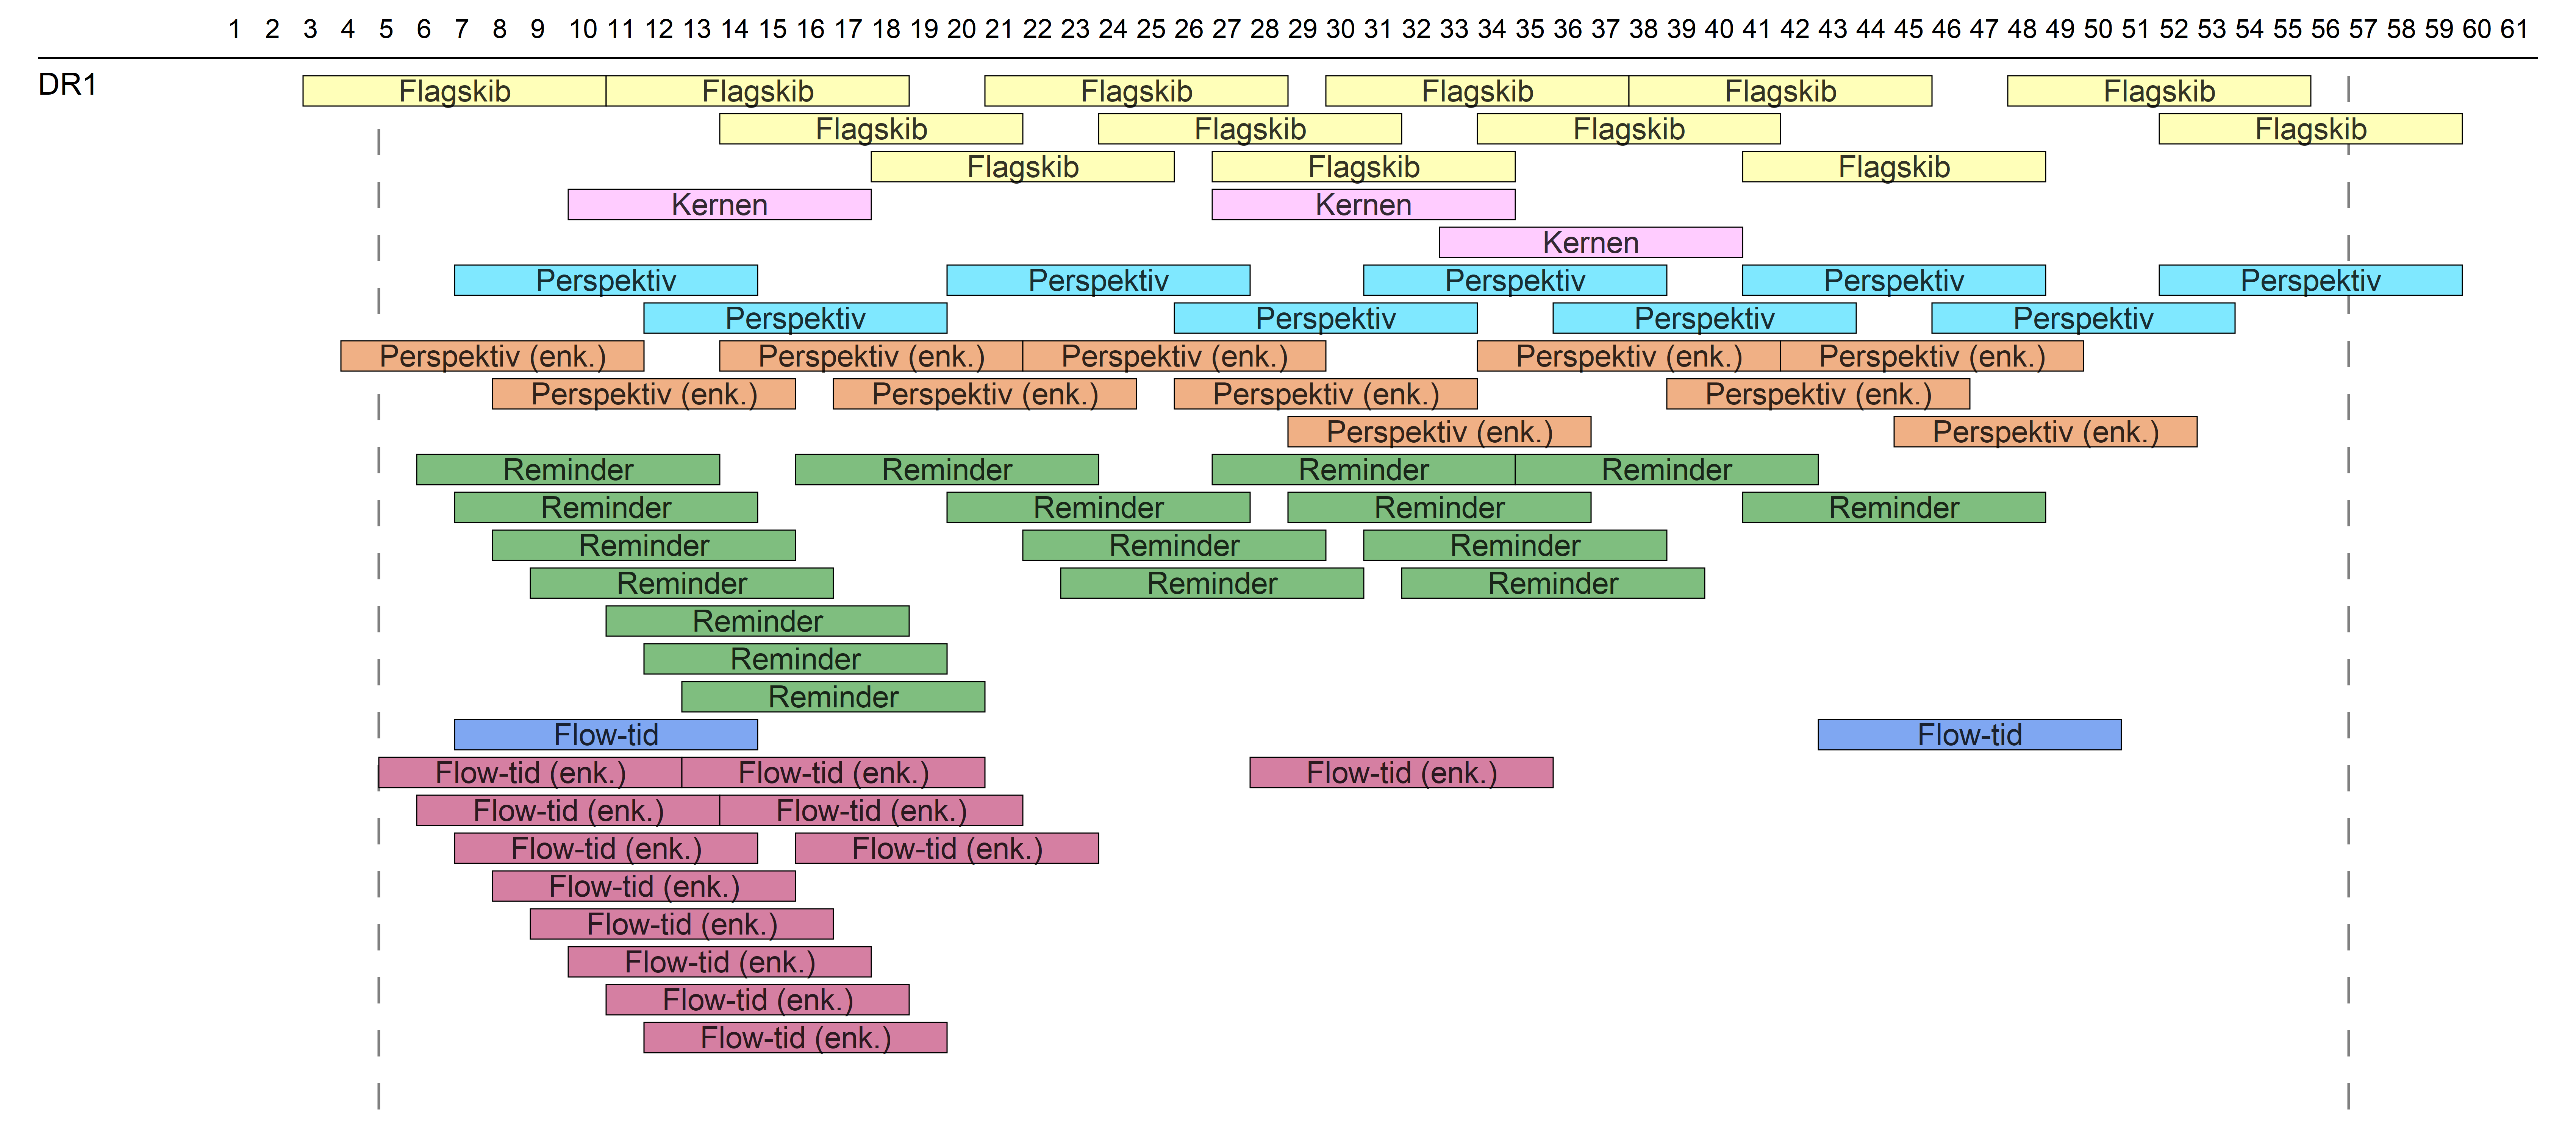 1 2 3 4 5 6 7 8 9 10 11 12 13 14 15 16 17 18 19 20 21 22 23 24 25 26 27 28 29 30 31 32 33 34 35 36 37 38 39 40 41 42 43 44 45 46 47 48 49 50 51 52 53 54 55 56 57 58 59 60 61
DR1 Flagskib Flagskib Flagskib Flagskib Flagskib Flagskib
Flagskib Flagskib Flagskib Flagskib
Flagskib Flagskib Flagskib
Kernen Kernen
Kernen
Perspektiv Perspektiv Perspektiv Perspektiv Perspektiv
Perspektiv Perspektiv Perspektiv Perspektiv
Perspektiv (enk.) Perspektiv (enk.) Perspektiv (enk.) Perspektiv (enk.) Perspektiv (enk.)
Perspektiv (enk.) Perspektiv (enk.) Perspektiv (enk.) Perspektiv (enk.)
Perspektiv (enk.) Perspektiv (enk.)
Reminder Reminder Reminder Reminder
Reminder Reminder Reminder Reminder
Reminder Reminder Reminder
Reminder Reminder Reminder
Reminder
Reminder
Reminder
Flow-tid Flow-tid
Flow-tid (enk.) Flow-tid (enk.) Flow-tid (enk.)
Flow-tid (enk.) Flow-tid (enk.)
Flow-tid (enk.) Flow-tid (enk.)
Flow-tid (enk.)
Flow-tid (enk.)
Flow-tid (enk.)
Flow-tid (enk.)
Flow-tid (enk.)